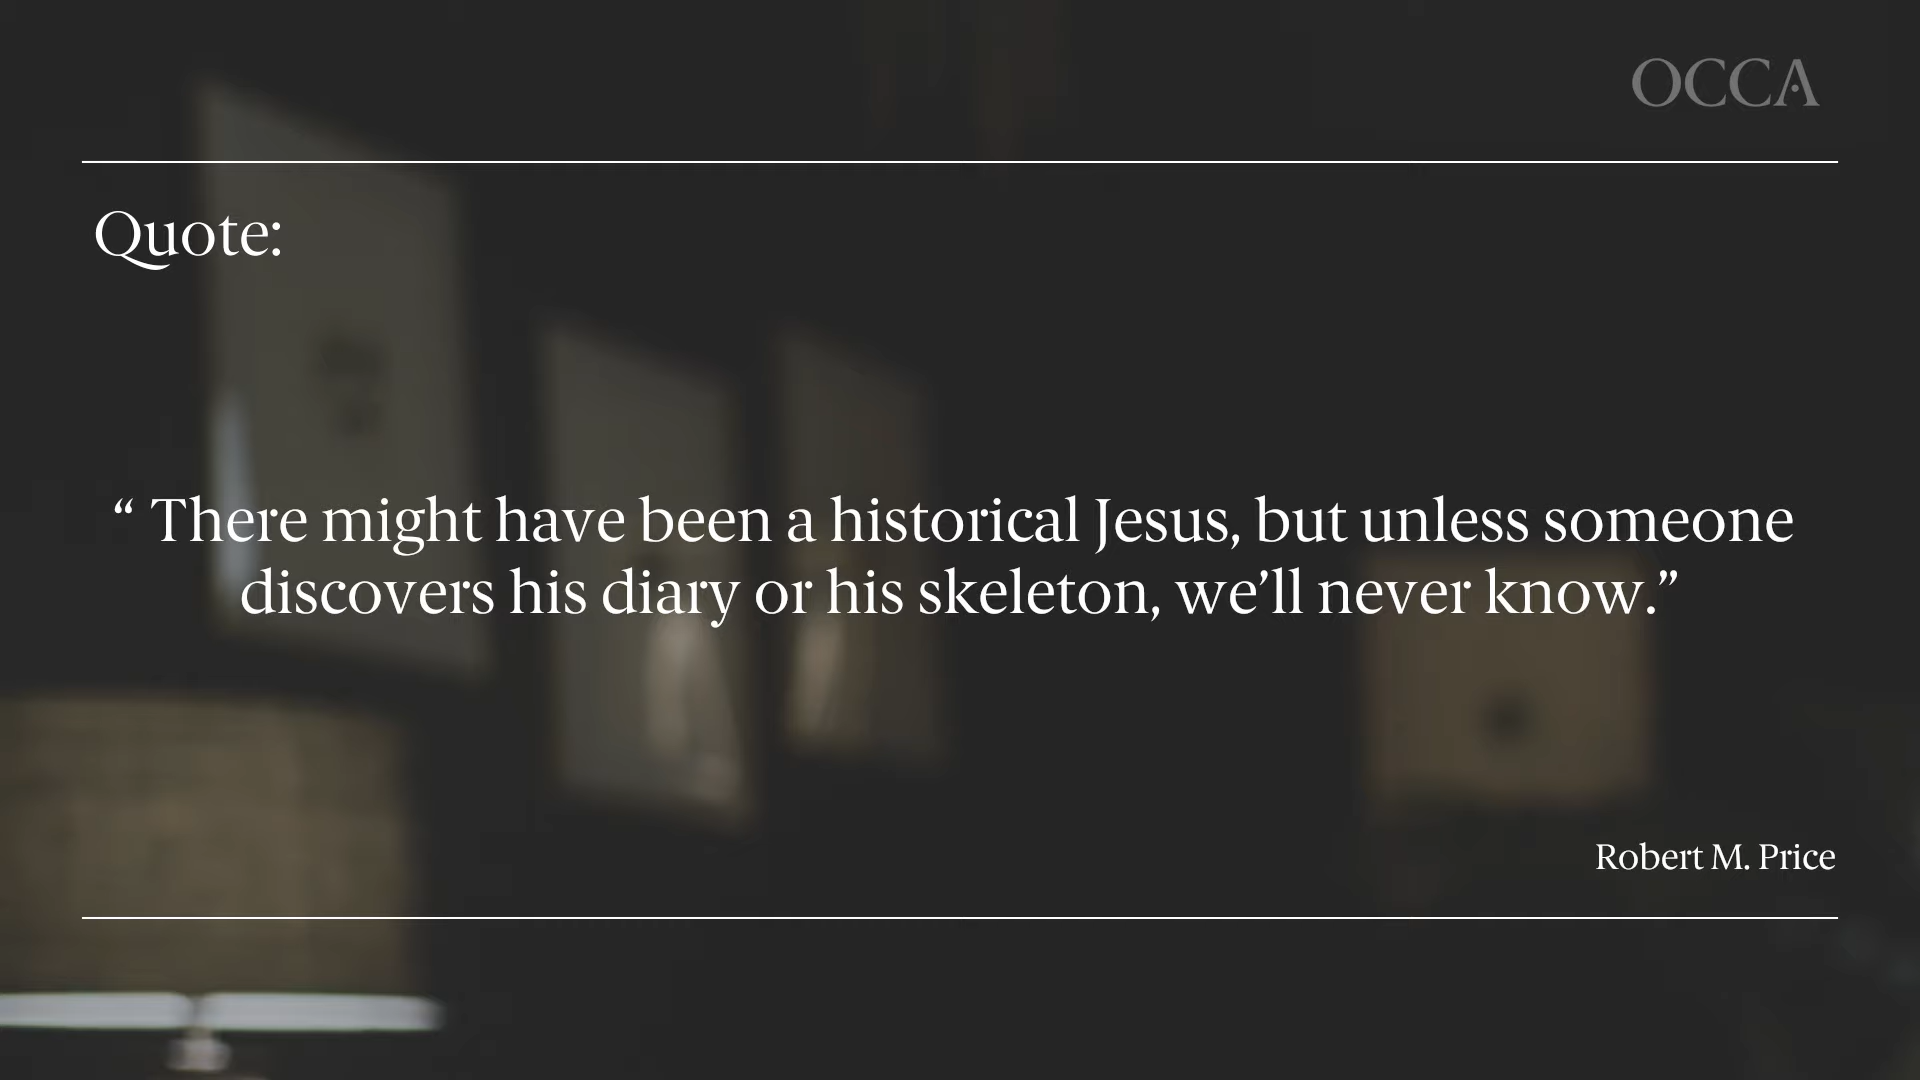 OCCA
Quote:
“ There might have been a historical Jesus, but unless someone
discovers his diary or his skeleton, we’ll never know.”
Robert M. Price